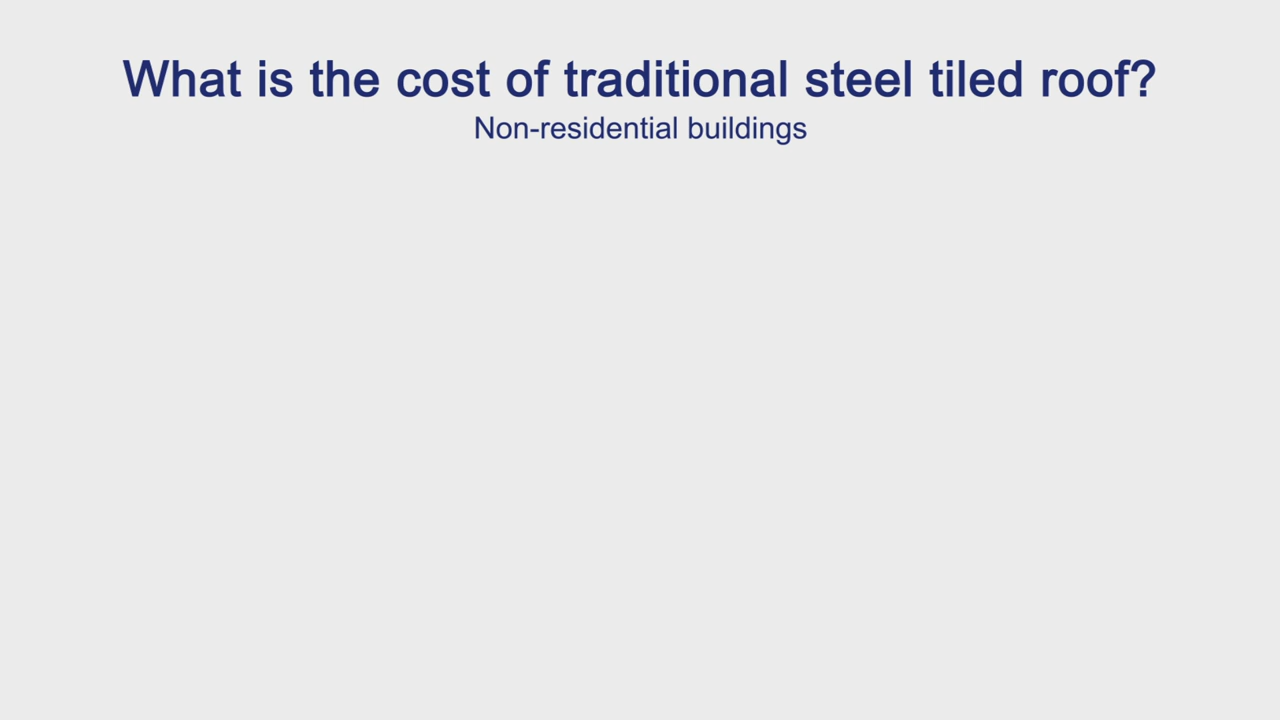 What is the cost of traditional steel tiled roof?
Non-residential buildings